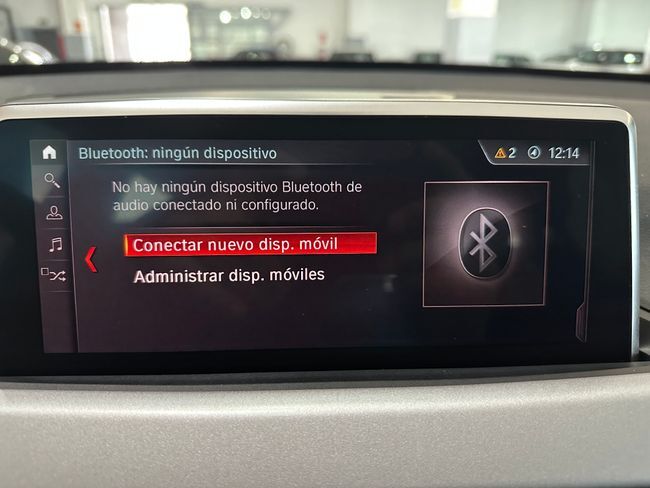 Bluetooth: ningún dispositivo
2
12:14
No hay ningún dispositivo Bluetooth de
audio conectado ni configurado.
Conectar nuevo disp. móvil
Administrar disp. móviles